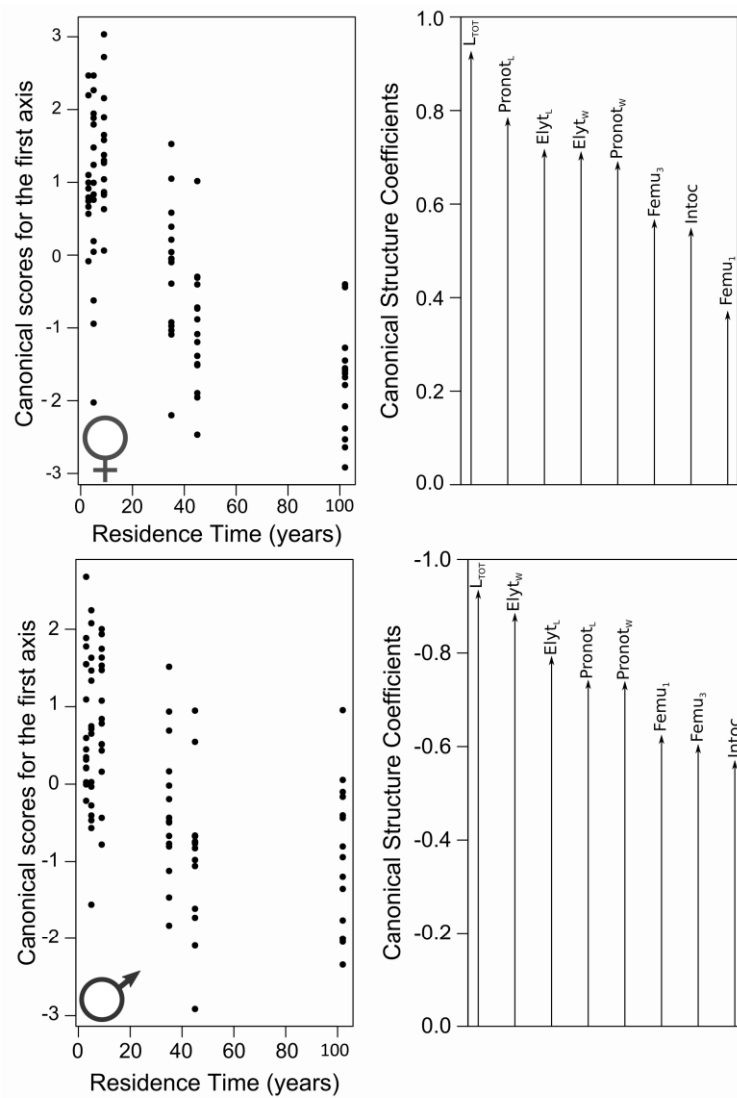 Canonical scores for the first axis
3
2
1
0
-1
-2
-3
♀
0
20
40
60
80
100
Residence Time (years)
Canonical Structure Coefficients
1.0
0.8
0.6
0.4
0.2
0.0
L_TOT
Pronot_L
Elyt_L
Elyt_W
Pronot_W
Femu_3
Intoc
Femu_1
Canonical scores for the first axis
2
1
0
-1
-2
-3
♂
0
20
40
60
80
100
Residence Time (years)
Canonical Structure Coefficients
-1.0
-0.8
-0.6
-0.4
-0.2
0.0
L_TOT
Elyt_W
Elyt_L
Pronot_L
Pronot_W
Femu_1
Femu_3
Intoc